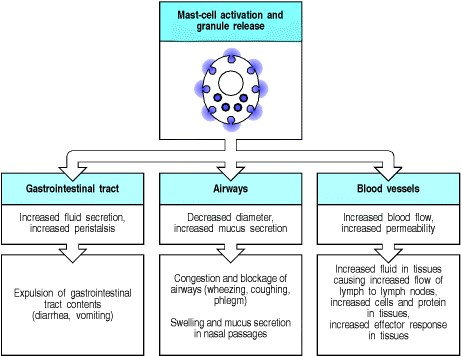 Mast-cell activation and
granule release
Gastrointestinal tract
Increased fluid secretion,
increased peristalsis
Expulsion of gastrointestinal
tract contents
(diarrhea, vomiting)
Airways
Decreased diameter,
increased mucus secretion
Congestion and blockage of
airways (wheezing, coughing,
phlegm)
Swelling and mucus secretion
in nasal passages
Blood vessels
Increased blood flow,
increased permeability
Increased fluid in tissues
causing increased flow of
lymph to lymph nodes,
increased cells and protein
in tissues,
increased effector response
in tissues